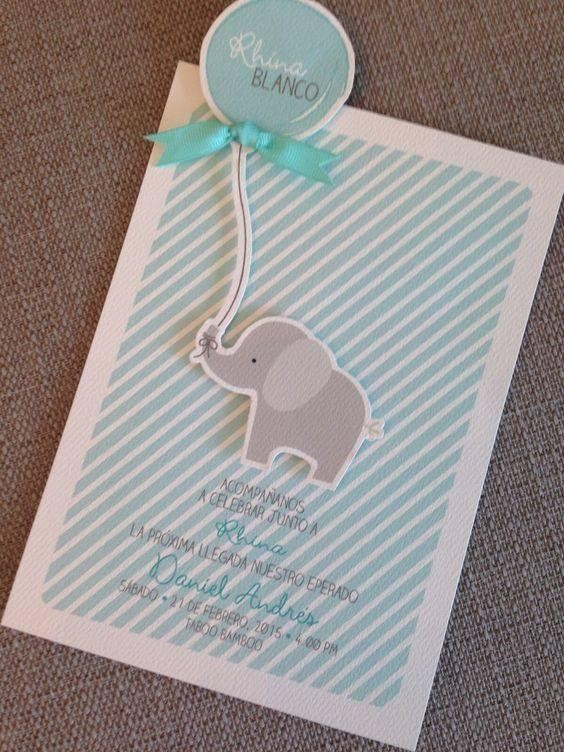 Rhina
BLANCO
ACOMPAÑANOS
A CELEBRAR JUNTO A
Rhina
LA PRÓXIMA LLEGADA NUESTRO EPERADO
Daniel Andrés
SÁBADO • 21 DE FEBRERO, 2015 • 4:00 PM
TABOO BAMBOO